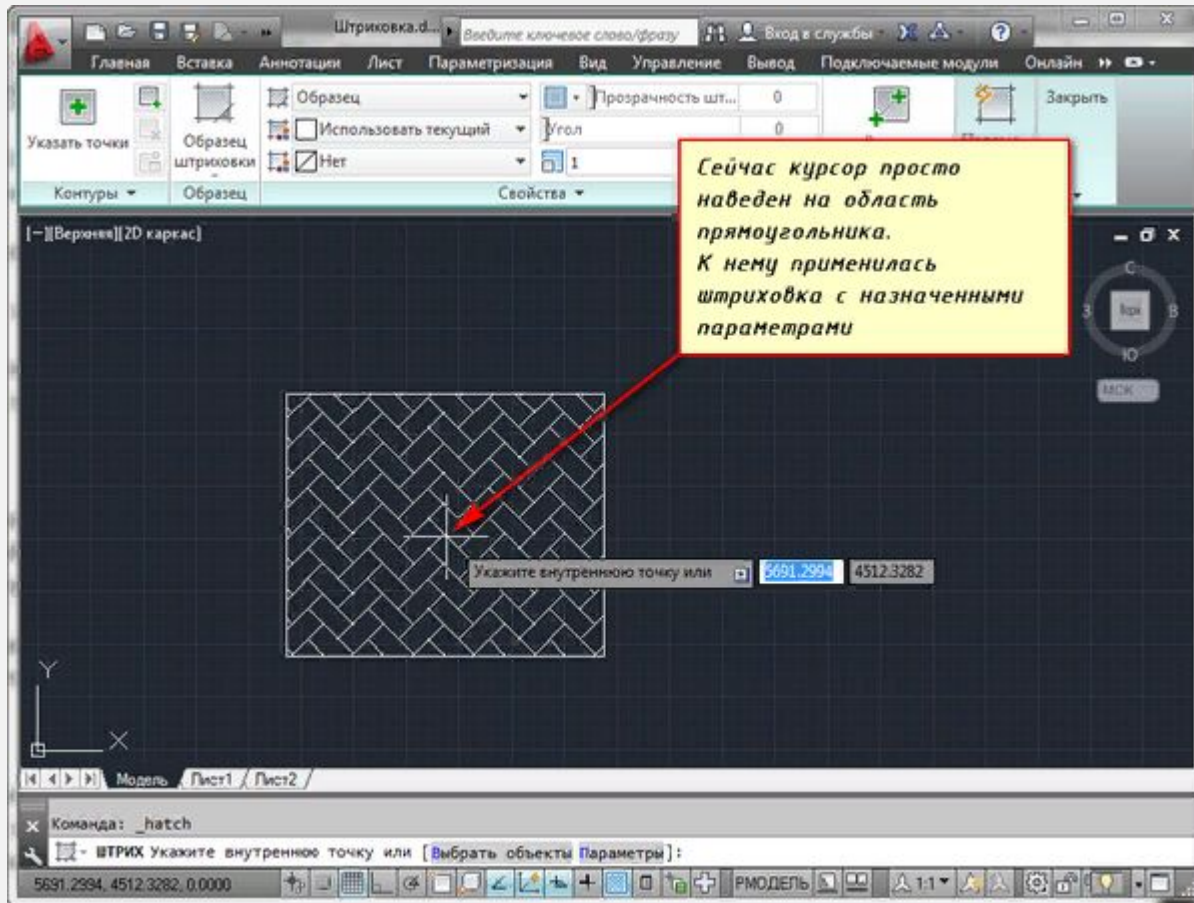 Штриховка.d...
Введите ключевое слово/фразу
Вход в службы
Главная Вставка Аннотации Лист Параметризация Вид Управление Вывод Подключаемые модули Онлайн
Указать точки
Образец штриховки
Образец
Использовать текущий
Нет
Прозрачность шт... 0
Угол 0
1
Закрыть
Контуры Образец Свойства
Сейчас курсор просто
наведен на область
прямоугольника.
К нему применилась
штриховка с назначенными
параметрами
[−][Верхняя][2D каркас]
С
З В
Ю
МСК
Укажите внутреннюю точку или 5691.2994 4512.3282
Y
X
Модель Лист1 Лист2
Команда: _hatch
ШТРИХ Укажите внутреннюю точку или [Выбрать объекты Параметры]:
5691.2994, 4512.3282, 0.0000 РМОДЕЛЬ 1:1